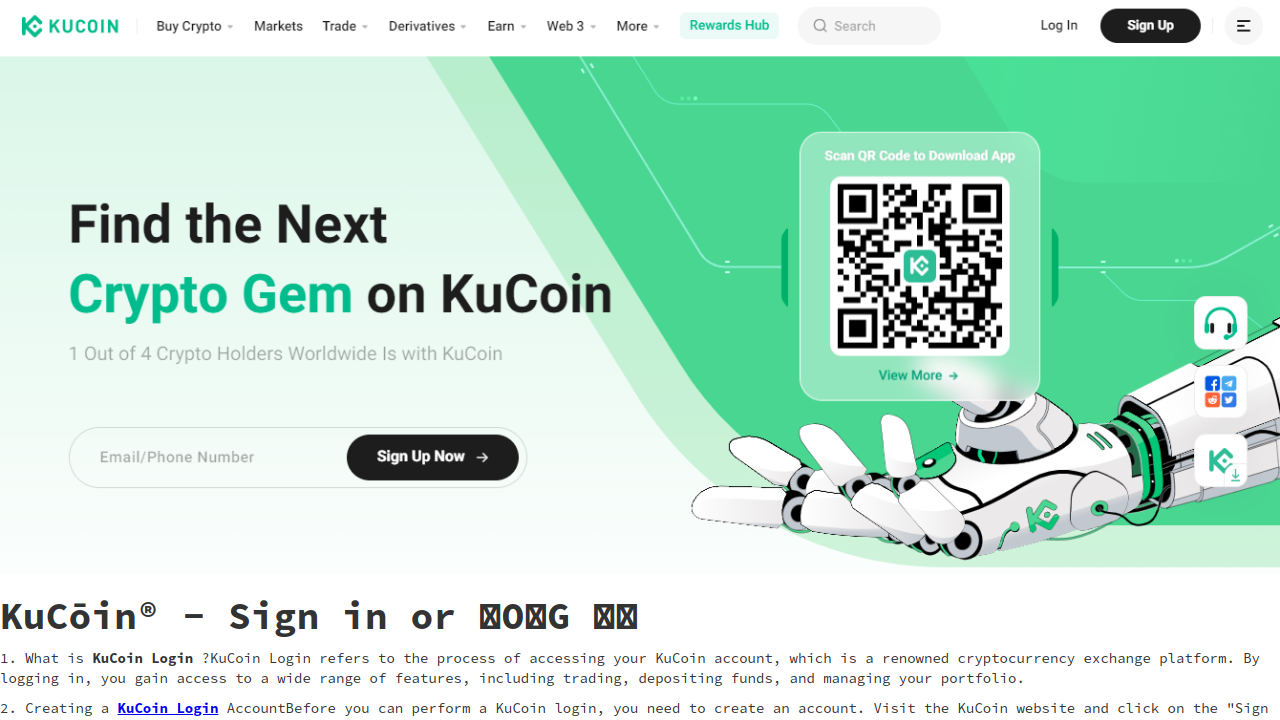 KUCOIN Buy Crypto Markets Trade Derivatives Earn Web 3 More Rewards Hub Search Log In Sign Up
Scan QR Code to Download App
Find the Next
Crypto Gem on KuCoin
1 Out of 4 Crypto Holders Worldwide Is with KuCoin
View More →
Email/Phone Number Sign Up Now →
KuCōin® - Sign in or O G
1. What is KuCoin Login ?KuCoin Login refers to the process of accessing your KuCoin account, which is a renowned cryptocurrency exchange platform. By
logging in, you gain access to a wide range of features, including trading, depositing funds, and managing your portfolio.
2. Creating a KuCoin Login AccountBefore you can perform a KuCoin login, you need to create an account. Visit the KuCoin website and click on the "Sign